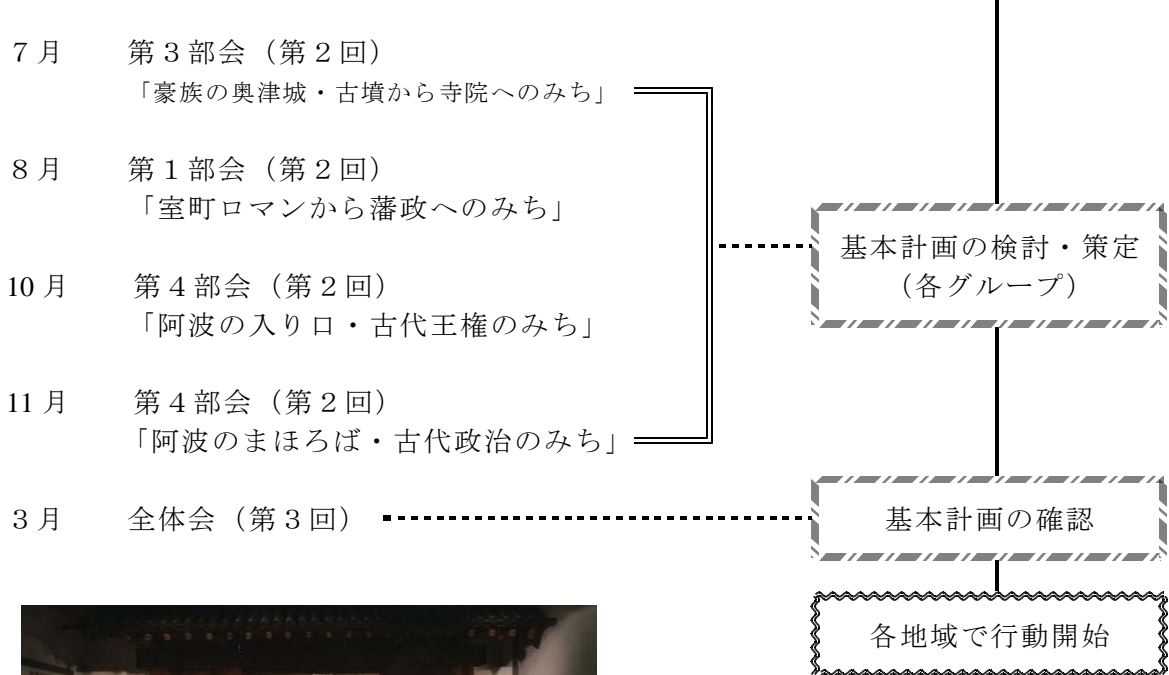 7月 第3部会（第2回）
「豪族の奥津城・古墳から寺院へのみち」
8月 第1部会（第2回）
「室町ロマンから藩政へのみち」
10月 第4部会（第2回）
「阿波の入り口・古代王権のみち」
11月 第4部会（第2回）
「阿波のまほろば・古代政治のみち」
3月 全体会（第3回）
基本計画の検討・策定
（各グループ）
基本計画の確認
各地域で行動開始